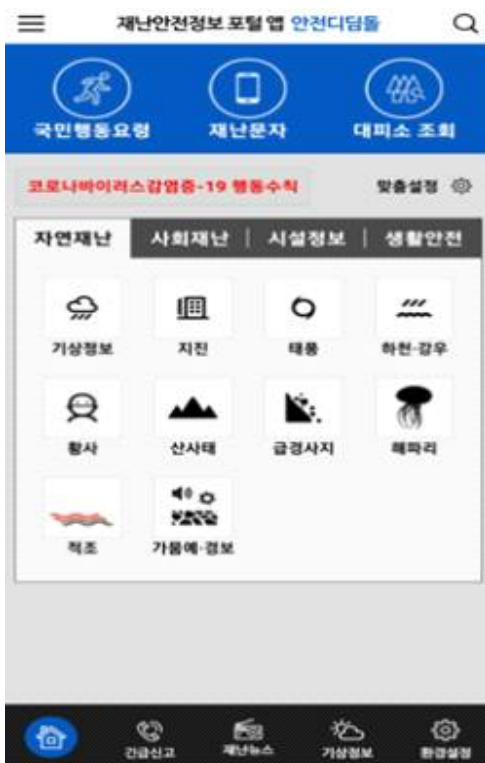 재난안전정보 포털 앱 안전디딤돌
국민행동요령 재난문자 대피소 조회
코로나바이러스감염증-19 행동수칙 맞춤설정
자연재난 사회재난 시설정보 생활안전
기상정보 지진 태풍 하천·강우
황사 산사태 급경사지 해파리
적조 가뭄예·경보
긴급신고 재난뉴스 기상정보 환경설정